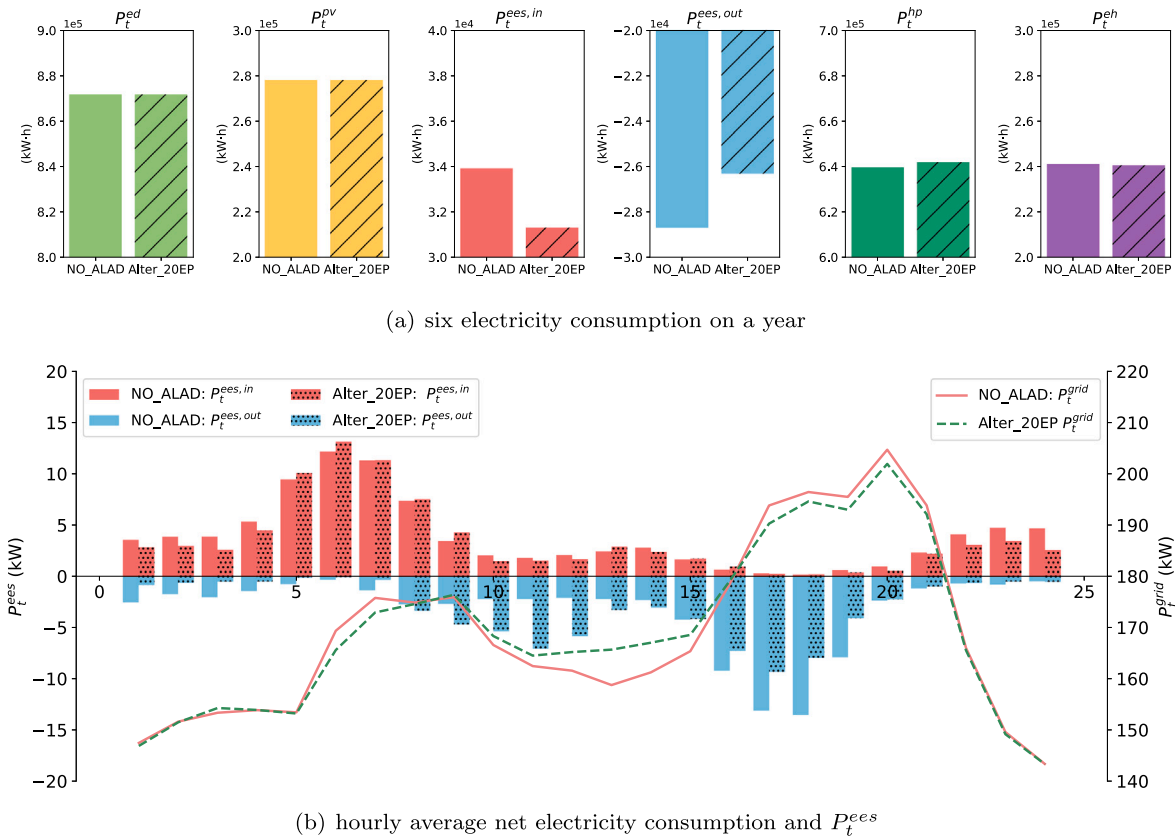 P_t^{ed} P_t^{pv} P_t^{ees,in} P_t^{ees,out} P_t^{hp} P_t^{eh}
1e5 1e5 1e4 1e4 1e5 1e5
9.0 3.0 4.0 −2.0 7.0 3.0
8.8 2.8 3.8 −2.2 6.8 2.8
8.6 2.6 3.6 −2.4 6.6 2.6
8.4 2.4 3.4 −2.6 6.4 2.4
8.2 2.2 3.2 −2.8 6.2 2.2
8.0 2.0 3.0 −3.0 6.0 2.0
(kW·h) (kW·h) (kW·h) (kW·h) (kW·h) (kW·h)
NO_ALAD Alter_20EP NO_ALAD Alter_20EP NO_ALAD Alter_20EP NO_ALAD Alter_20EP NO_ALAD Alter_20EP NO_ALAD Alter_20EP
(a) six electricity consumption on a year
NO_ALAD: P_t^{ees,in} Alter_20EP: P_t^{ees,in} NO_ALAD: P_t^{grid}
NO_ALAD: P_t^{ees,out} Alter_20EP: P_t^{ees,out} Alter_20EP P_t^{grid}
20 220
15 210
10 200
5 190
0 180
−5 170
−10 160
−15 150
−20 140
P_t^{ees} (kW)
P_t^{grid} (kW)
0 5 10 15 20 25
(b) hourly average net electricity consumption and P_t^{ees}